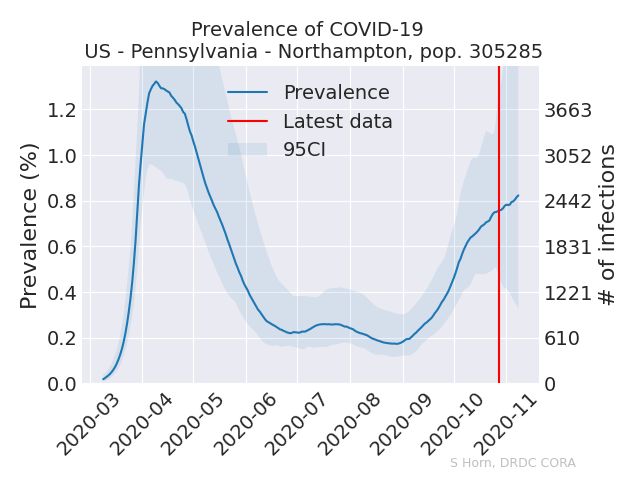 Prevalence of COVID-19
US - Pennsylvania - Northampton, pop. 305285
Prevalence
Latest data
95CI
Prevalence (%)
1.2
1.0
0.8
0.6
0.4
0.2
0.0
3663
3052
2442
1831
1221
610
0
# of infections
2020-03
2020-04
2020-05
2020-06
2020-07
2020-08
2020-09
2020-10
2020-11
S Horn, DRDC CORA